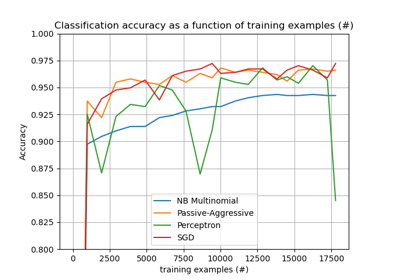 Classification accuracy as a function of training examples (#)
1.000
0.975
0.950
0.925
0.900
0.875
0.850
0.825
0.800
Accuracy
NB Multinomial
Passive-Aggressive
Perceptron
SGD
0 2500 5000 7500 10000 12500 15000 17500
training examples (#)